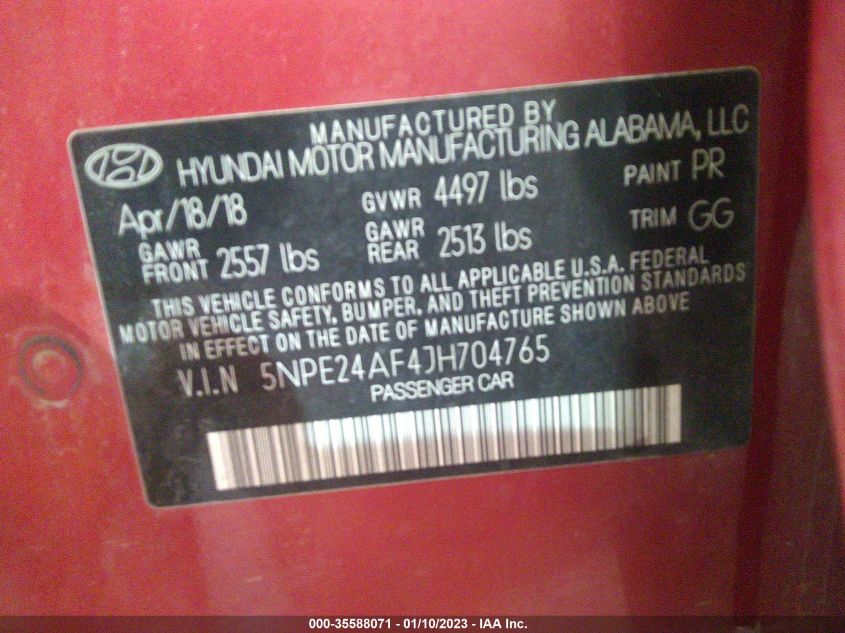 MANUFACTURED BY
HYUNDAI MOTOR MANUFACTURING ALABAMA, LLC
Apr/18/18 GVWR 4497 lbs PAINT PR
GAWR FRONT 2557 lbs GAWR REAR 2513 lbs TRIM GG
THIS VEHICLE CONFORMS TO ALL APPLICABLE U.S.A. FEDERAL
MOTOR VEHICLE SAFETY, BUMPER, AND THEFT PREVENTION STANDARDS
IN EFFECT ON THE DATE OF MANUFACTURE SHOWN ABOVE
V.I.N 5NPE24AF4JH704765
PASSENGER CAR
000-35588071 - 01/10/2023 - IAA Inc.